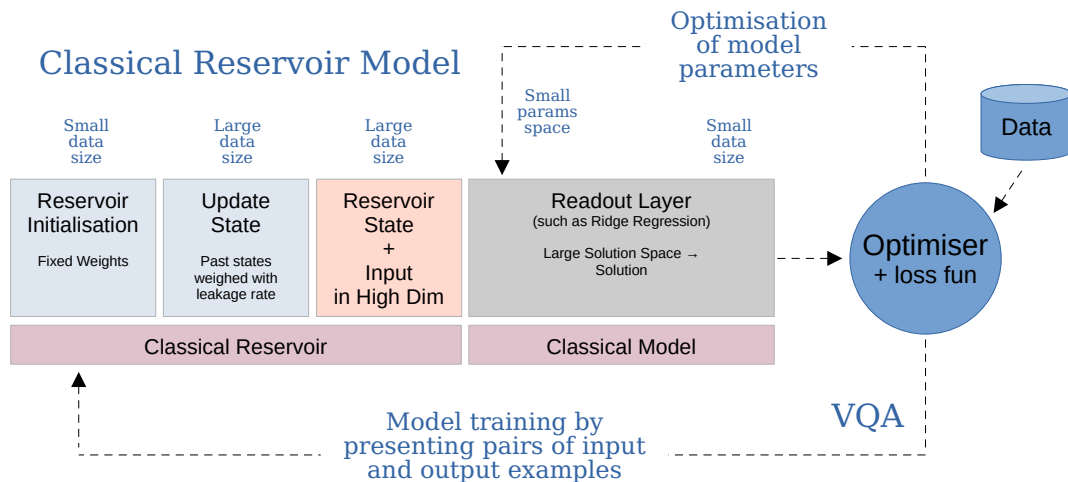 Classical Reservoir Model
Optimisation
of model
parameters
Small
params
space
Small
data
size
Large
data
size
Large
data
size
Small
data
size
Data
Reservoir
Initialisation
Fixed Weights
Update
State
Past states
weighed with
leakage rate
Reservoir
State
+
Input
in High Dim
Readout Layer
(such as Ridge Regression)
Large Solution Space →
Solution
Optimiser
+ loss fun
Classical Reservoir
Classical Model
VQA
Model training by
presenting pairs of input
and output examples